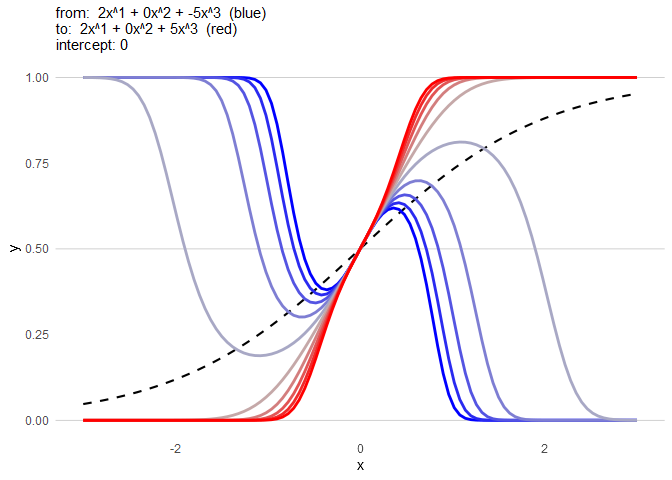 from:  2x^1 + 0x^2 + -5x^3  (blue)
to:  2x^1 + 0x^2 + 5x^3  (red)
intercept: 0
1.00
0.75
y
0.50
0.25
0.00
-2
0
2
x